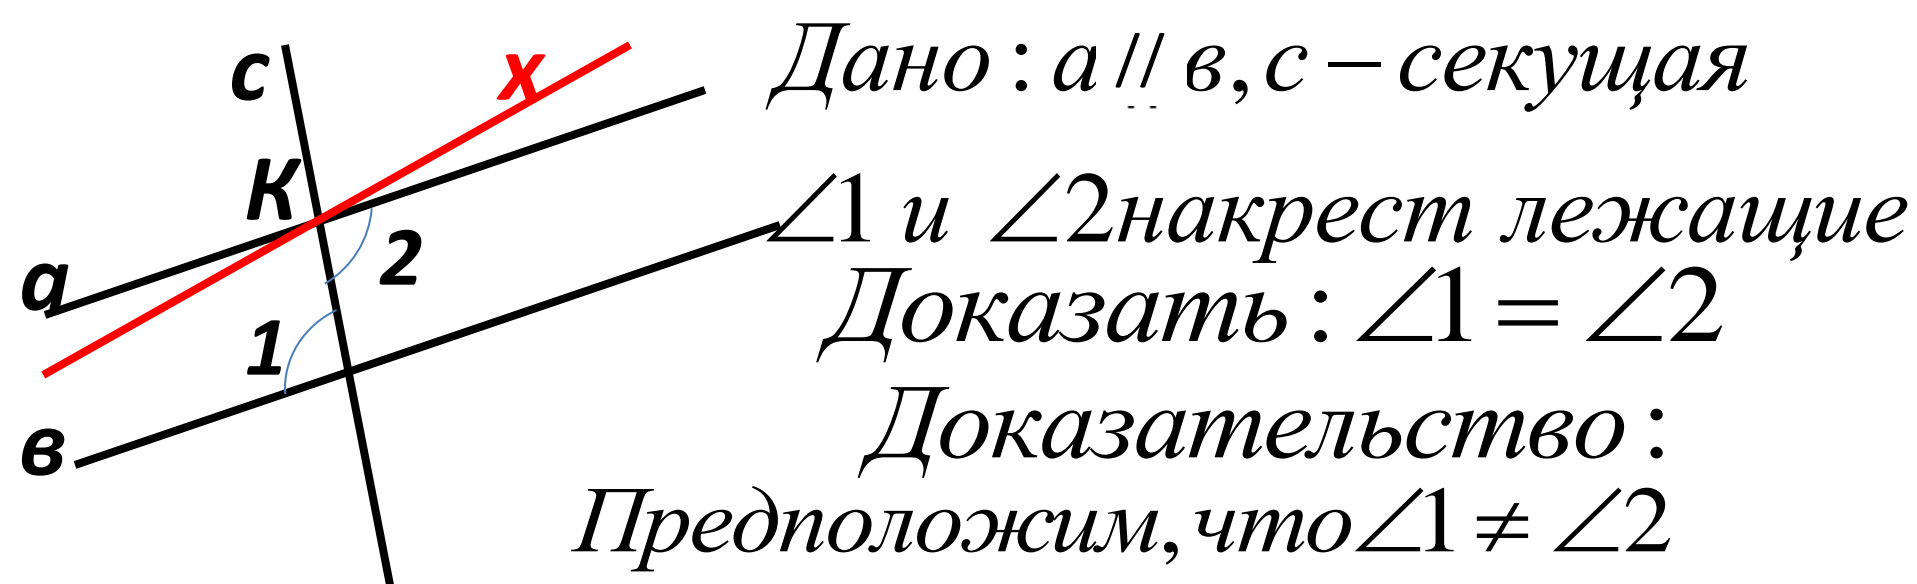 с
х
К
а
2
1
в
Дано : а // в, с – секущая
∠1 и ∠2 накрест лежащие
Доказать : ∠1 = ∠2
Доказательство :
Предположим, что ∠1 ≠ ∠2